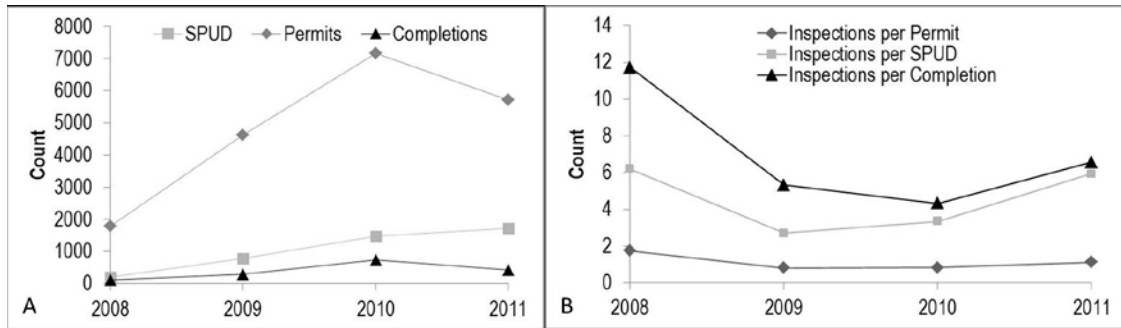 SPUD Permits Completions
8000
7000
6000
5000
4000
3000
2000
1000
0
Count
2008 2009 2010 2011
A
Inspections per Permit
Inspections per SPUD
Inspections per Completion
14
12
10
8
6
4
2
0
Count
2008 2009 2010 2011
B